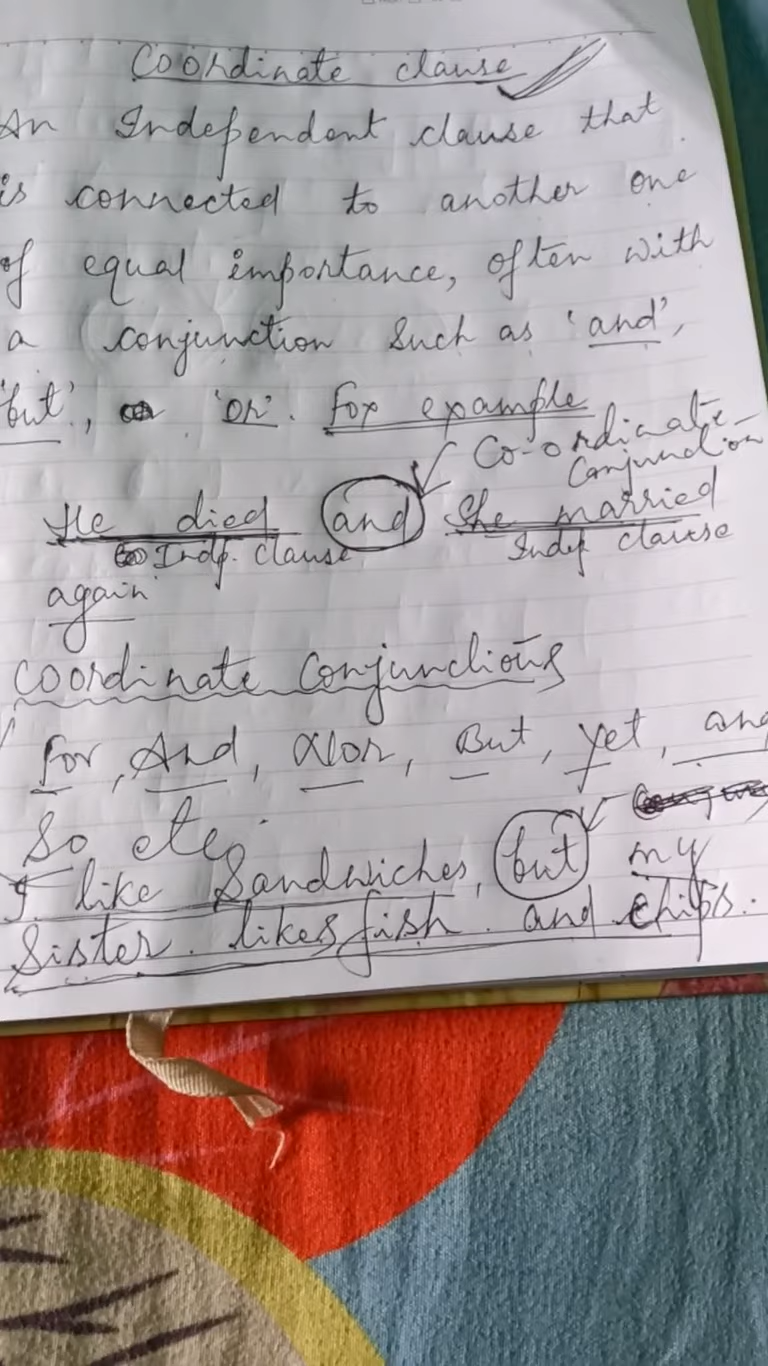 Coordinate clause
An Independent clause that
is connected to another one
of equal importance, often with
a conjunction such as 'and',
'but', 'or'. For example
Co-ordinate
Conjunction
He died and She married
Indp. clause Indp clause
again
Coordinate Conjunctions
For, And, Nor, But, yet, and
So etc.
I like Sandwiches, but my
Sister likes fish and chips.